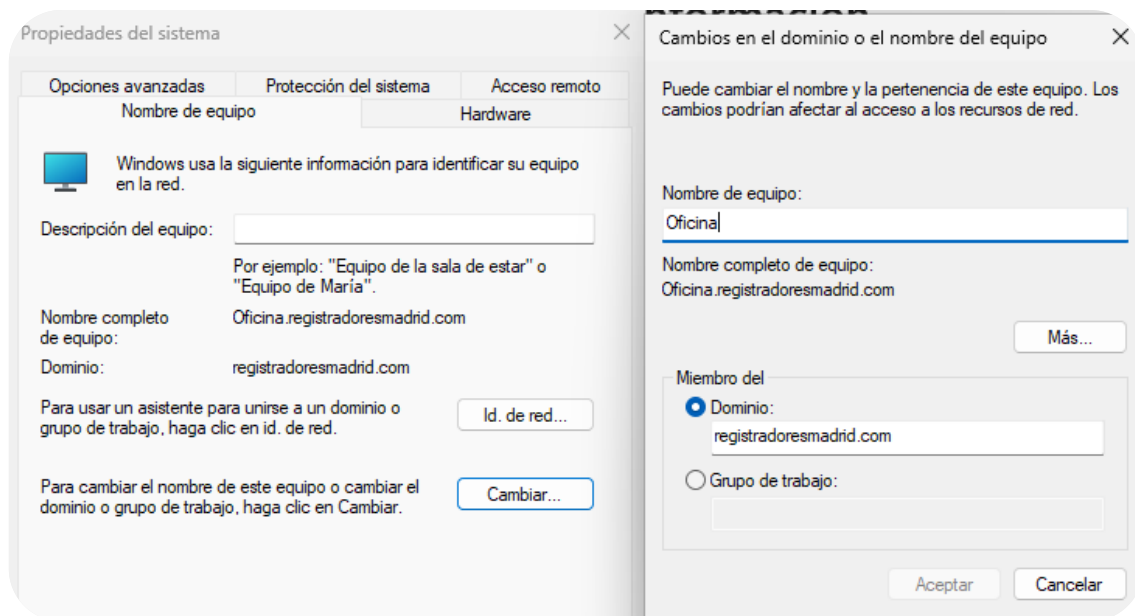 Propiedades del sistema
Opciones avanzadas
Protección del sistema
Acceso remoto
Nombre de equipo
Hardware
Windows usa la siguiente información para identificar su equipo
en la red.
Descripción del equipo:
Por ejemplo: "Equipo de la sala de estar" o
"Equipo de María".
Nombre completo
de equipo:
Oficina.registradoresmadrid.com
Dominio:
registradoresmadrid.com
Para usar un asistente para unirse a un dominio o
grupo de trabajo, haga clic en id. de red.
Id. de red...
Para cambiar el nombre de este equipo o cambiar el
dominio o grupo de trabajo, haga clic en Cambiar.
Cambiar...
Cambios en el dominio o el nombre del equipo
Puede cambiar el nombre y la pertenencia de este equipo. Los
cambios podrían afectar al acceso a los recursos de red.
Nombre de equipo:
Oficina
Nombre completo de equipo:
Oficina.registradoresmadrid.com
Más...
Miembro del
Dominio:
registradoresmadrid.com
Grupo de trabajo:
Aceptar
Cancelar